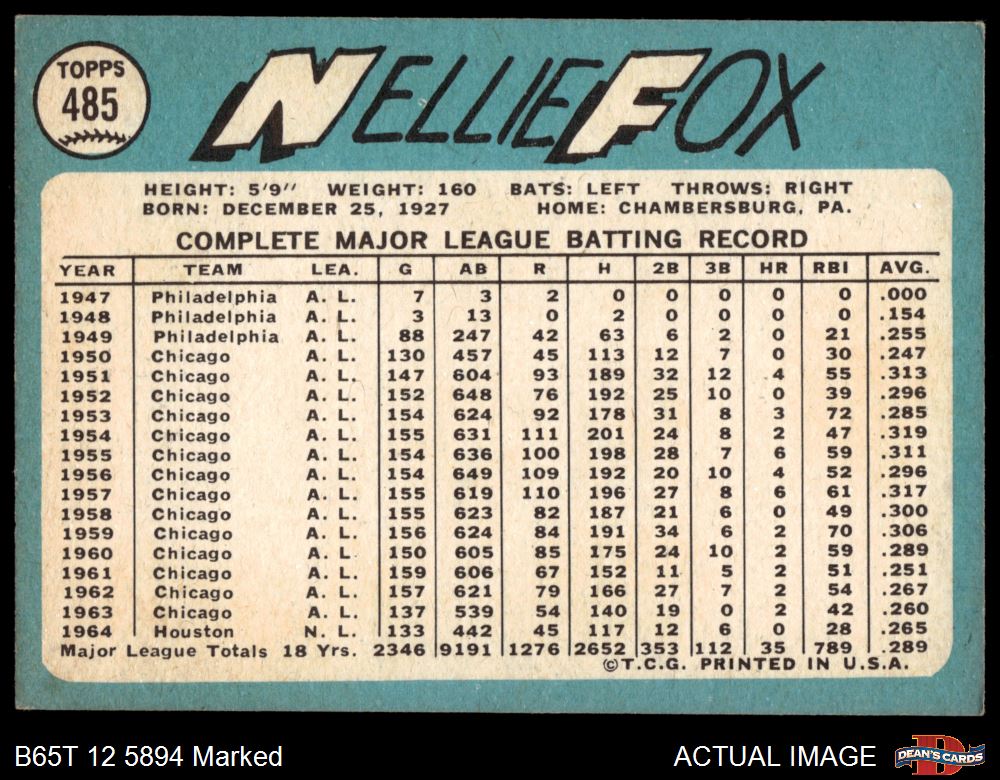 TOPPS
485
NELLIE FOX
HEIGHT: 5'9" WEIGHT: 160 BATS: LEFT THROWS: RIGHT
BORN: DECEMBER 25, 1927 HOME: CHAMBERSBURG, PA.
COMPLETE MAJOR LEAGUE BATTING RECORD
YEAR TEAM LEA. G AB R H 2B 3B HR RBI AVG.
1947 Philadelphia A. L. 7 3 2 0 0 0 0 0 .000
1948 Philadelphia A. L. 3 13 0 2 0 0 0 0 .154
1949 Philadelphia A. L. 88 247 42 63 6 2 0 21 .255
1950 Chicago A. L. 130 457 45 113 12 7 0 30 .247
1951 Chicago A. L. 147 604 93 189 32 12 4 55 .313
1952 Chicago A. L. 152 648 76 192 25 10 0 39 .296
1953 Chicago A. L. 154 624 92 178 31 8 3 72 .285
1954 Chicago A. L. 155 631 111 201 24 8 2 47 .319
1955 Chicago A. L. 154 636 100 198 28 7 6 59 .311
1956 Chicago A. L. 154 649 109 192 20 10 4 52 .296
1957 Chicago A. L. 155 619 110 196 27 8 6 61 .317
1958 Chicago A. L. 155 623 82 187 21 6 0 49 .300
1959 Chicago A. L. 156 624 84 191 34 6 2 70 .306
1960 Chicago A. L. 150 605 85 175 24 10 2 59 .289
1961 Chicago A. L. 159 606 67 152 11 5 2 51 .251
1962 Chicago A. L. 157 621 79 166 27 7 2 54 .267
1963 Chicago A. L. 137 539 54 140 19 0 2 42 .260
1964 Houston N. L. 133 442 45 117 12 6 0 28 .265
Major League Totals 18 Yrs. 2346 9191 1276 2652 353 112 35 789 .289
©T.C.G. PRINTED IN U.S.A.
B65T 12 5894 Marked ACTUAL IMAGE DEAN'S CARDS